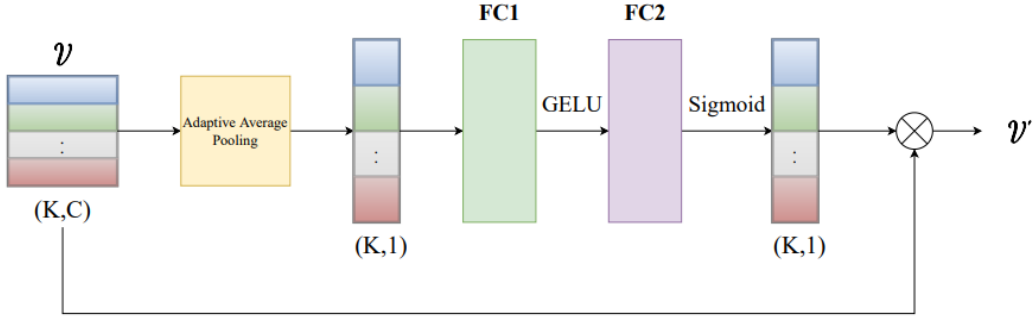 FC1
FC2
𝒱
GELU
Sigmoid
Adaptive Average
Pooling
:
:
:
𝒱′
(K,C)
(K,1)
(K,1)